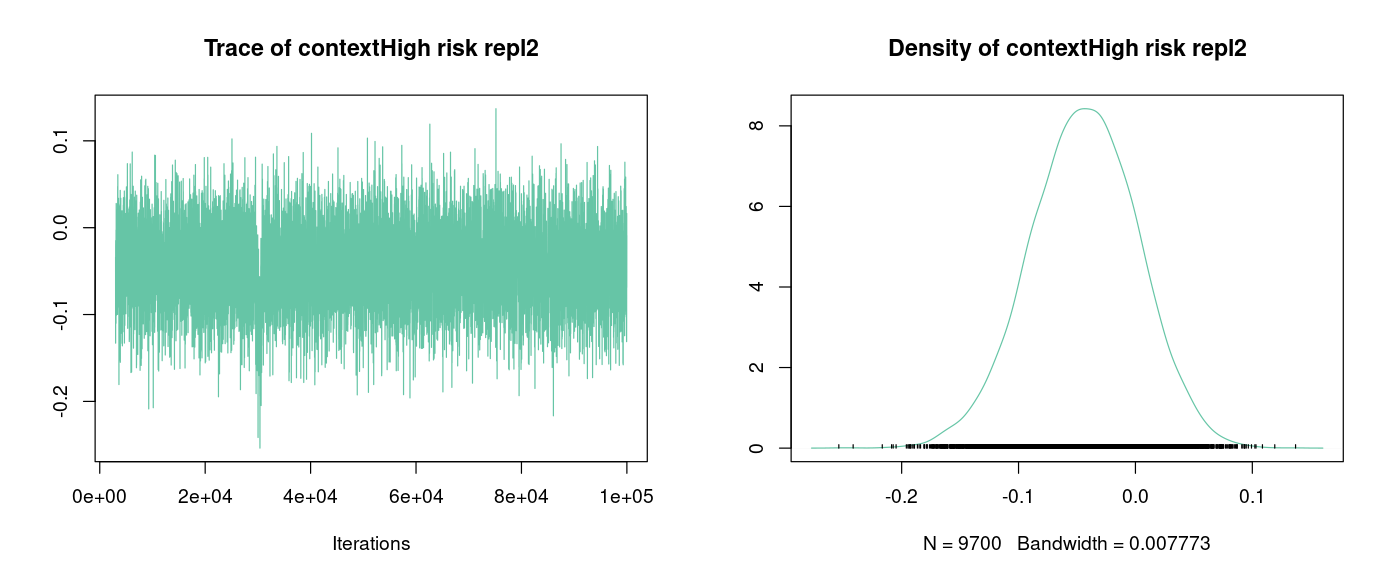 Trace of contextHigh risk repl2
0.1
0.0
-0.1
-0.2
0e+00 2e+04 4e+04 6e+04 8e+04 1e+05
Iterations
Density of contextHigh risk repl2
8
6
4
2
0
-0.2 -0.1 0.0 0.1
N = 9700 Bandwidth = 0.007773